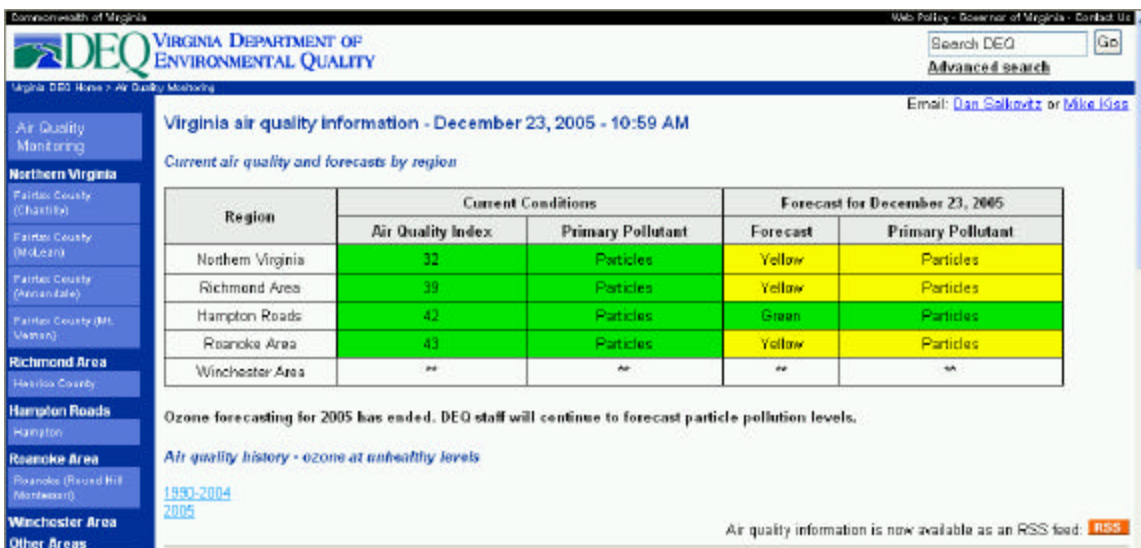 Commonwealth of Virginia
Web Policy - Governor of Virginia - Contact Us
DEQ VIRGINIA DEPARTMENT OF
ENVIRONMENTAL QUALITY
Search DEQ Go
Advanced search
Virginia DEQ Home > Air Quality Monitoring
Email: Dan Salkovitz or Mike Kiss
Air Quality
Monitoring
Northern Virginia
Fairfax County
(Chantilly)
Fairfax County
(McLean)
Fairfax County
(Annandale)
Fairfax County (Mt.
Vernon)
Richmond Area
Henrico County
Hampton Roads
Hampton
Roanoke Area
Roanoke (Round Hill
Montessori)
Winchester Area
Other Areas
Virginia air quality information - December 23, 2005 - 10:59 AM
Current air quality and forecasts by region
Region Current Conditions Forecast for December 23, 2005
Air Quality Index Primary Pollutant Forecast Primary Pollutant
Northern Virginia 32 Particles Yellow Particles
Richmond Area 39 Particles Yellow Particles
Hampton Roads 42 Particles Green Particles
Roanoke Area 43 Particles Yellow Particles
Winchester Area ** ** ** **
Ozone forecasting for 2005 has ended. DEQ staff will continue to forecast particle pollution levels.
Air quality history - ozone at unhealthy levels
1990-2004
2005
Air quality information is now available as an RSS feed: RSS